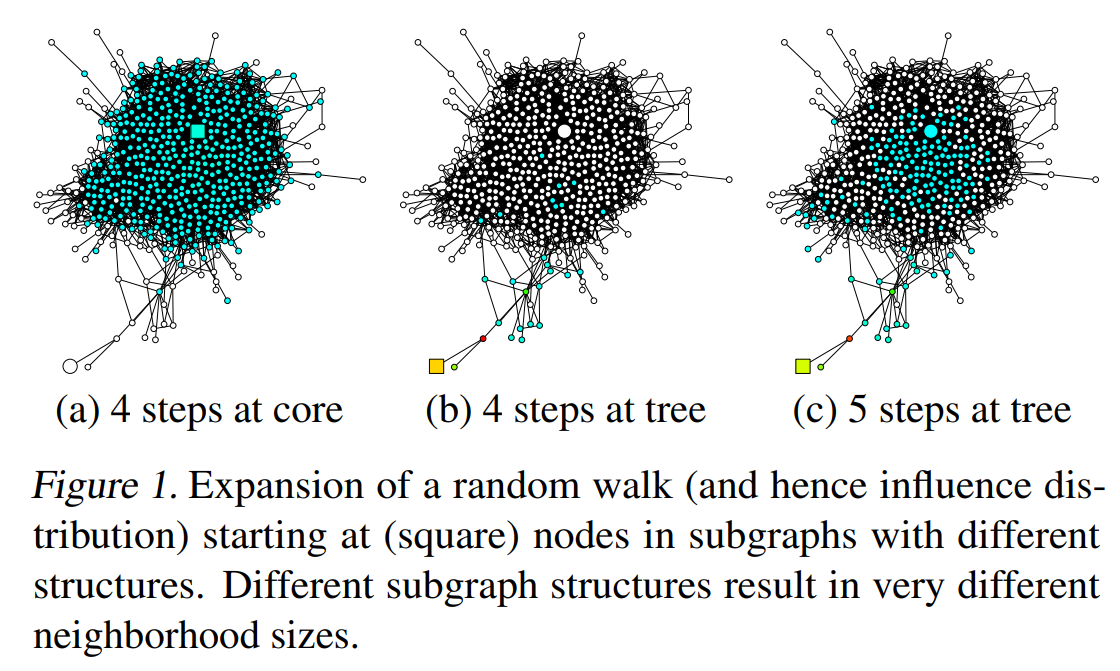 (a) 4 steps at core (b) 4 steps at tree (c) 5 steps at tree
Figure 1. Expansion of a random walk (and hence influence dis-
tribution) starting at (square) nodes in subgraphs with different
structures. Different subgraph structures result in very different
neighborhood sizes.